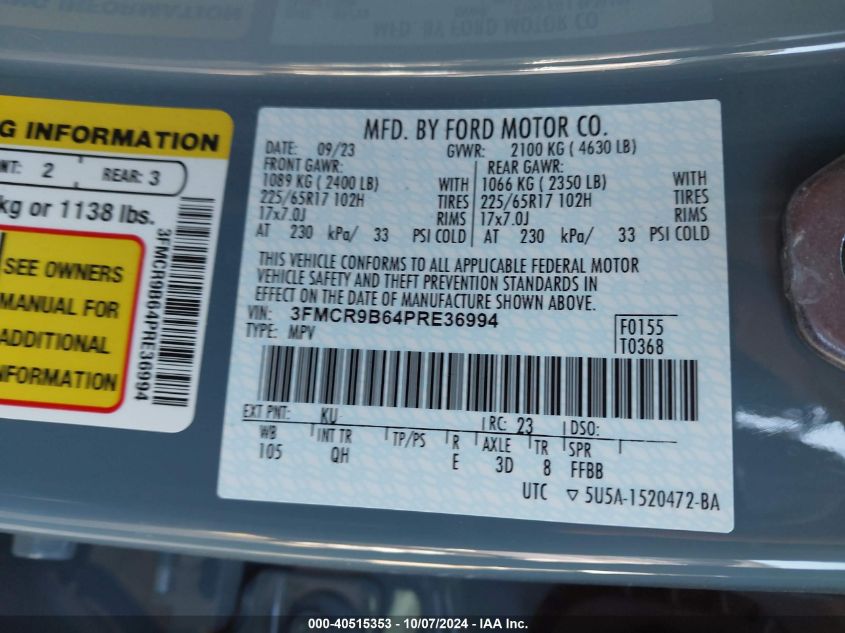 G INFORMATION
NT: 2 REAR: 3
kg or 1138 lbs.
SEE OWNERS
MANUAL FOR
ADDITIONAL
INFORMATION
3FMCR9B64PRE36994
MFD. BY FORD MOTOR CO.
DATE: 09/23 GVWR: 2100 KG ( 4630 LB)
FRONT GAWR: REAR GAWR:
1089 KG ( 2400 LB) WITH 1066 KG ( 2350 LB) WITH
225/65R17 102H TIRES 225/65R17 102H TIRES
17x7.0J RIMS 17x7.0J RIMS
AT 230 kPa/ 33 PSI COLD AT 230 kPa/ 33 PSI COLD
THIS VEHICLE CONFORMS TO ALL APPLICABLE FEDERAL MOTOR
VEHICLE SAFETY AND THEFT PREVENTION STANDARDS IN
EFFECT ON THE DATE OF MANUFACTURE SHOWN ABOVE.
VIN: 3FMCR9B64PRE36994
TYPE: MPV
F0155
T0368
EXT PNT: KU RC: 23 DSO:
WB INT TR TP/PS R AXLE TR SPR
105 QH E 3D 8 FFBB
UTC ▽ 5U5A-1520472-BA
000-40515353 - 10/07/2024 - IAA, Inc.